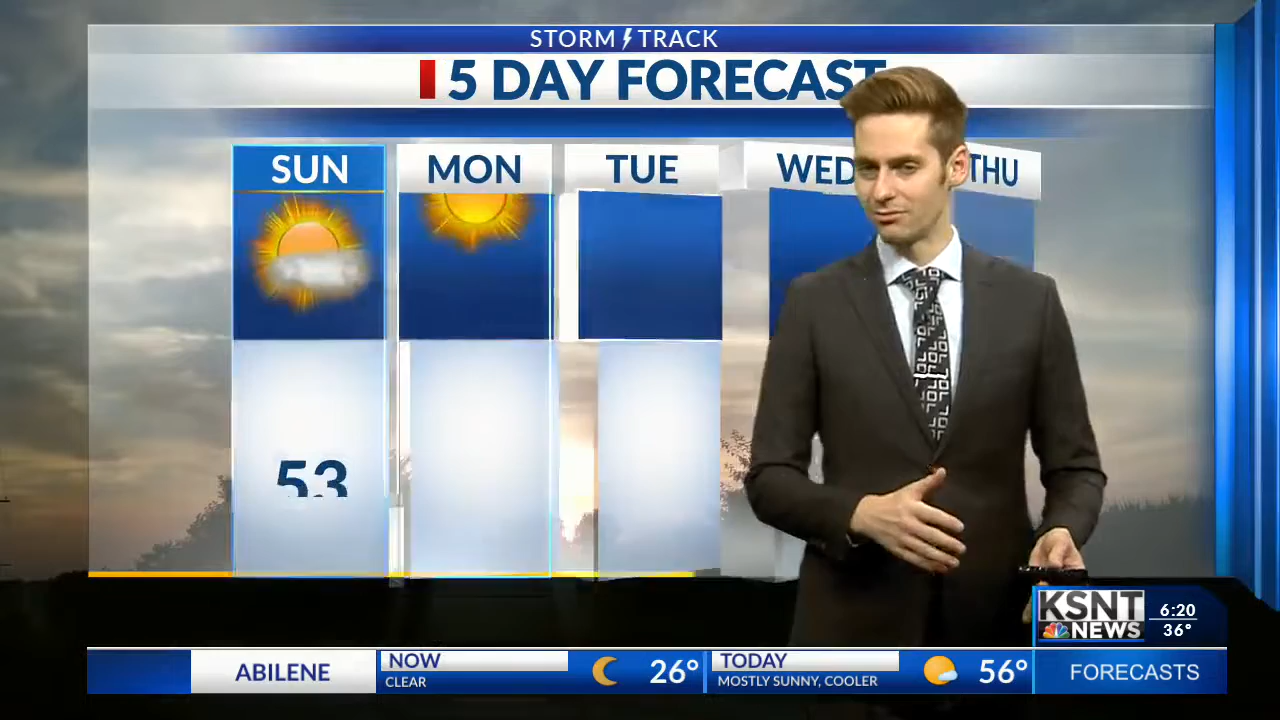 STORM TRACK
5 DAY FORECAST
SUN MON TUE WED THU
53
KSNT
NEWS
6:20
36°
ABILENE
NOW
CLEAR
26°
TODAY
MOSTLY SUNNY, COOLER
56°
FORECASTS